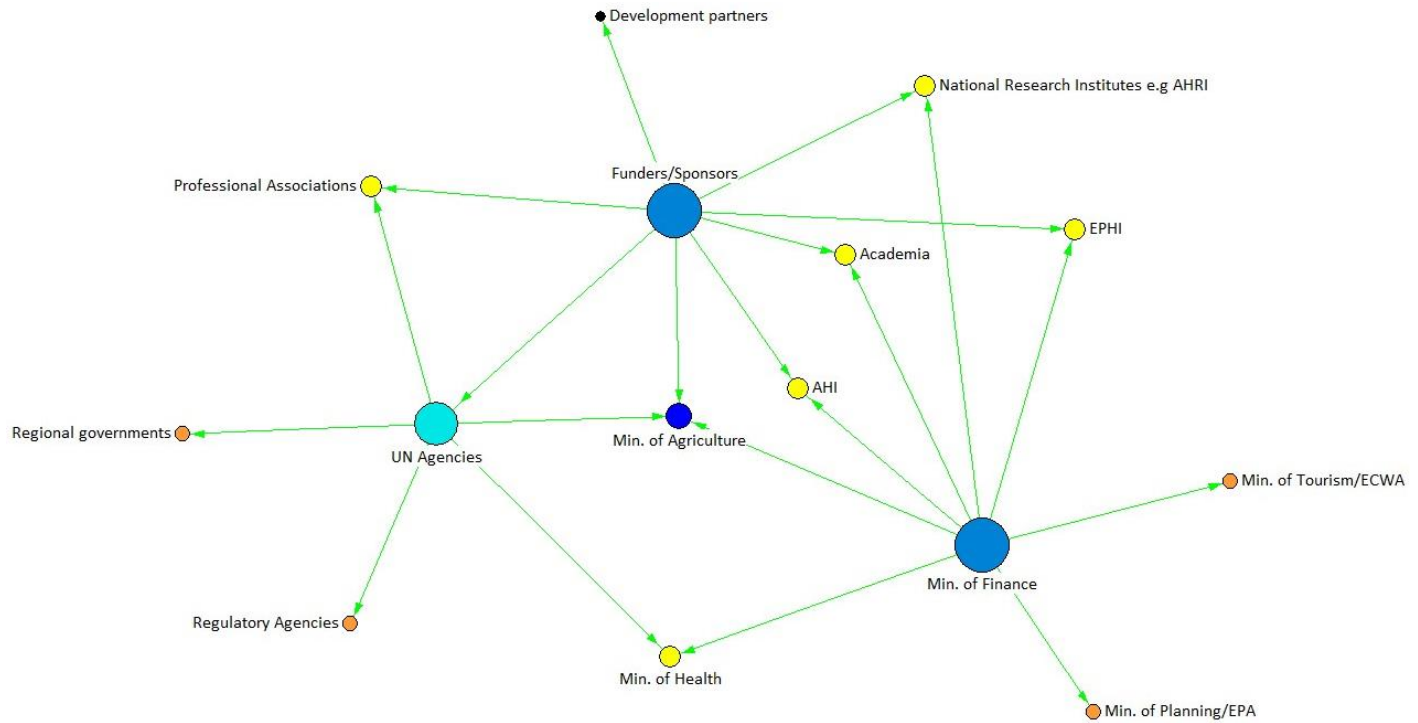 Development partners
National Research Institutes e.g AHRI
Funders/Sponsors
Professional Associations
EPHI
Academia
AHI
Regional governments
Min. of Agriculture
UN Agencies
Min. of Tourism/ECWA
Min. of Finance
Regulatory Agencies
Min. of Health
Min. of Planning/EPA